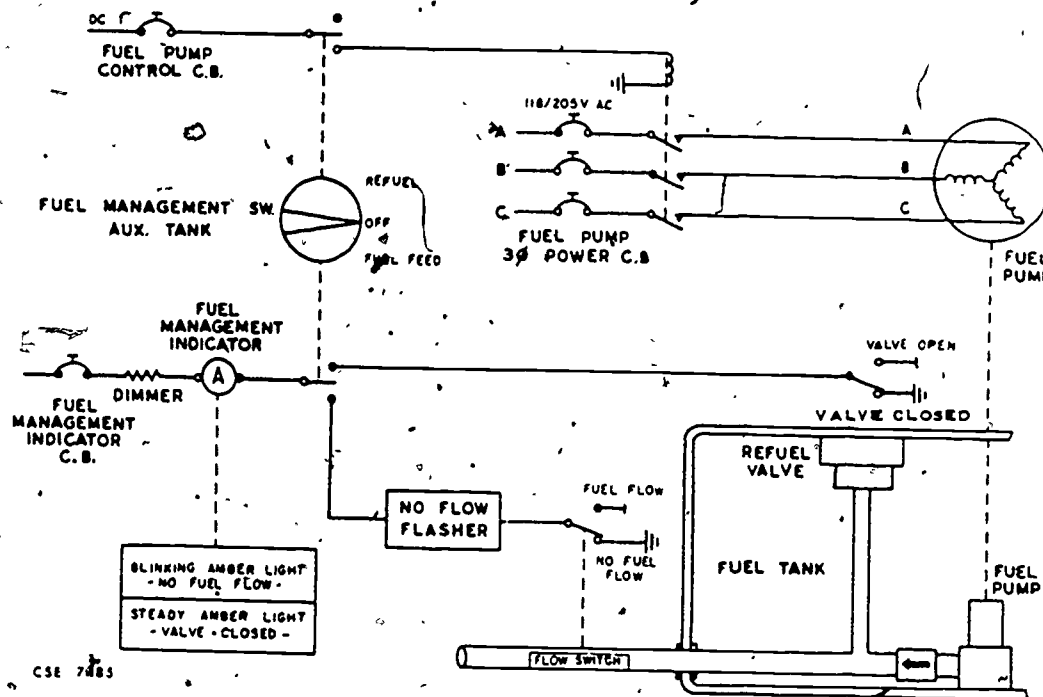 DC
FUEL PUMP
CONTROL C.B.
118/205V AC
A
B
C
A
B
C
FUEL PUMP
3Ø POWER C.B
FUEL
PUMP
FUEL MANAGEMENT SW.
AUX. TANK
REFUEL
OFF
FUEL FEED
FUEL
MANAGEMENT
INDICATOR
A
DIMMER
FUEL
MANAGEMENT
INDICATOR
C.B.
VALVE OPEN
VALVE CLOSED
REFUEL
VALVE
NO FLOW
FLASHER
FUEL FLOW
NO FUEL
FLOW
FUEL TANK
FUEL
PUMP
BLINKING AMBER LIGHT
- NO FUEL FLOW -
STEADY AMBER LIGHT
- VALVE - CLOSED -
FLOW SWITCH
CSE